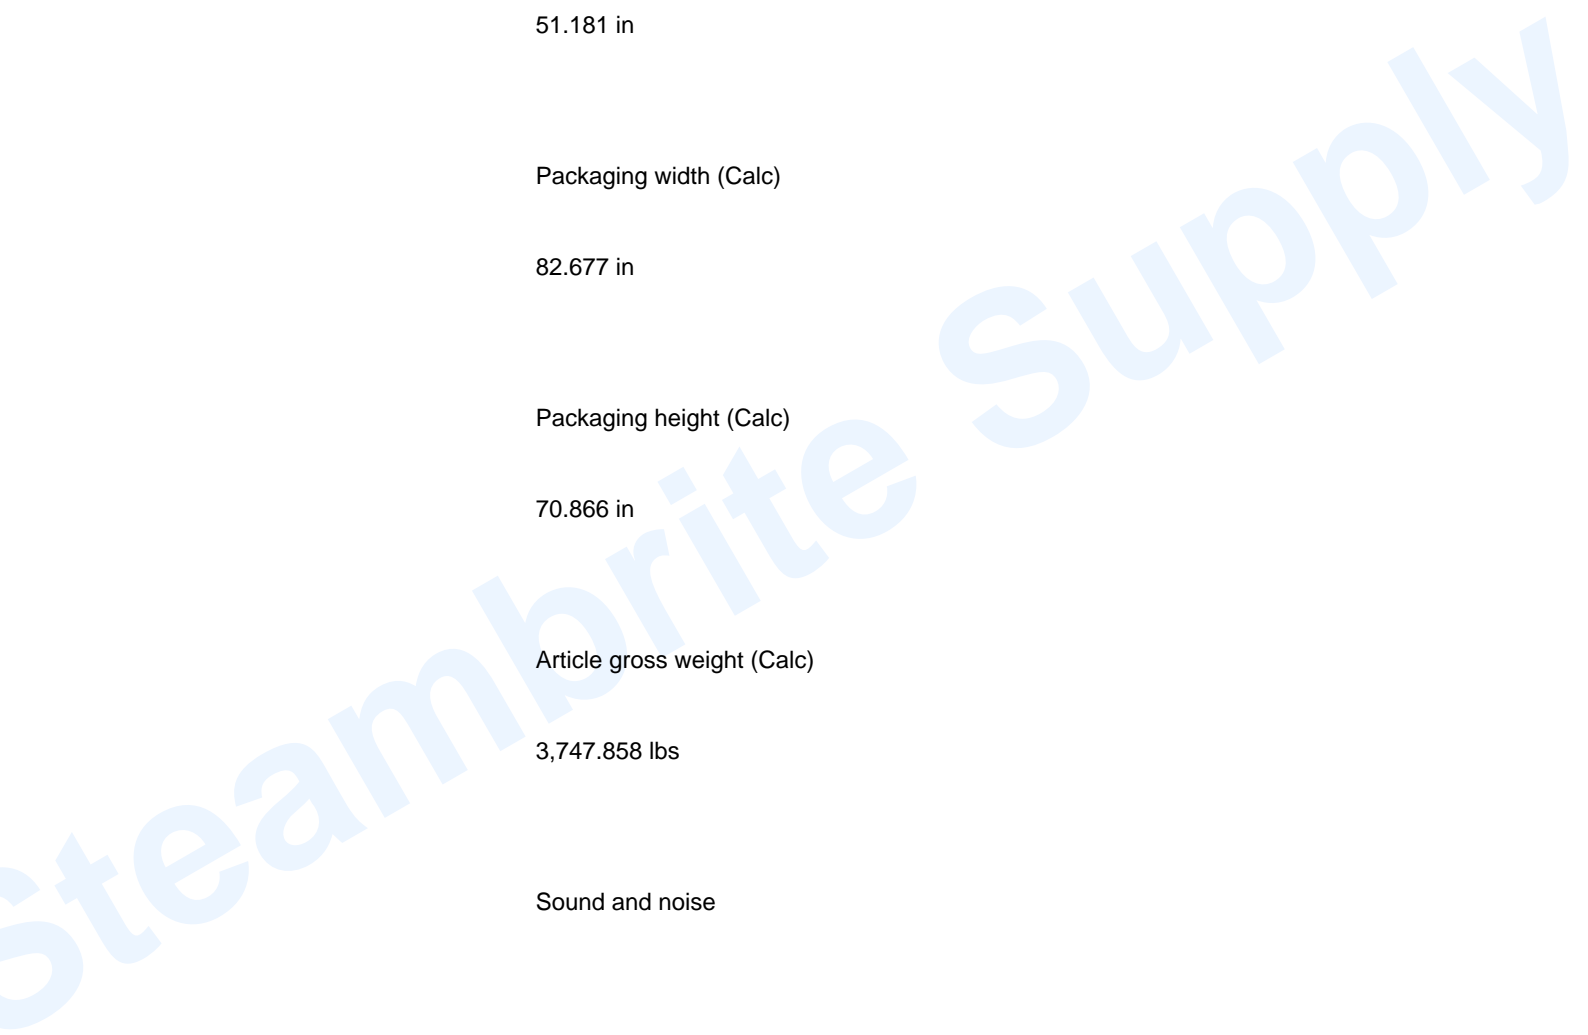 51.181 in
Packaging width (Calc)
82.677 in
Packaging height (Calc)
70.866 in
Article gross weight (Calc)
3,747.858 lbs
Sound and noise
Steambrite Supply